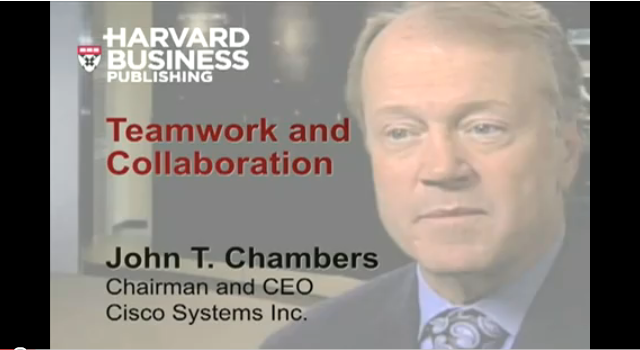 HARVARD
BUSINESS
PUBLISHING
Teamwork and
Collaboration
John T. Chambers
Chairman and CEO
Cisco Systems Inc.